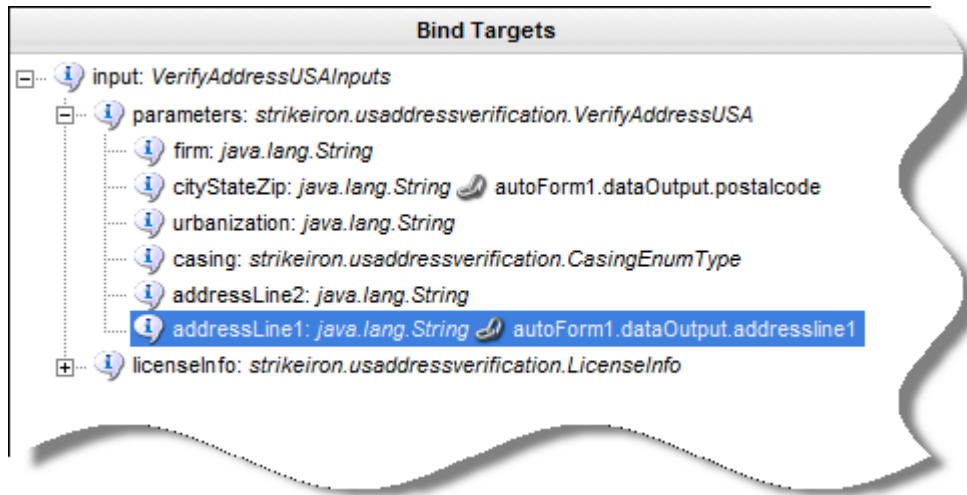 Bind Targets
input: VerifyAddressUSAInputs
parameters: strikeiron.usaddressverification.VerifyAddressUSA
firm: java.lang.String
cityStateZip: java.lang.String autoForm1.dataOutput.postalcode
urbanization: java.lang.String
casing: strikeiron.usaddressverification.CasingEnumType
addressLine2: java.lang.String
addressLine1: java.lang.String autoForm1.dataOutput.addressline1
licenseInfo: strikeiron.usaddressverification.LicenseInfo